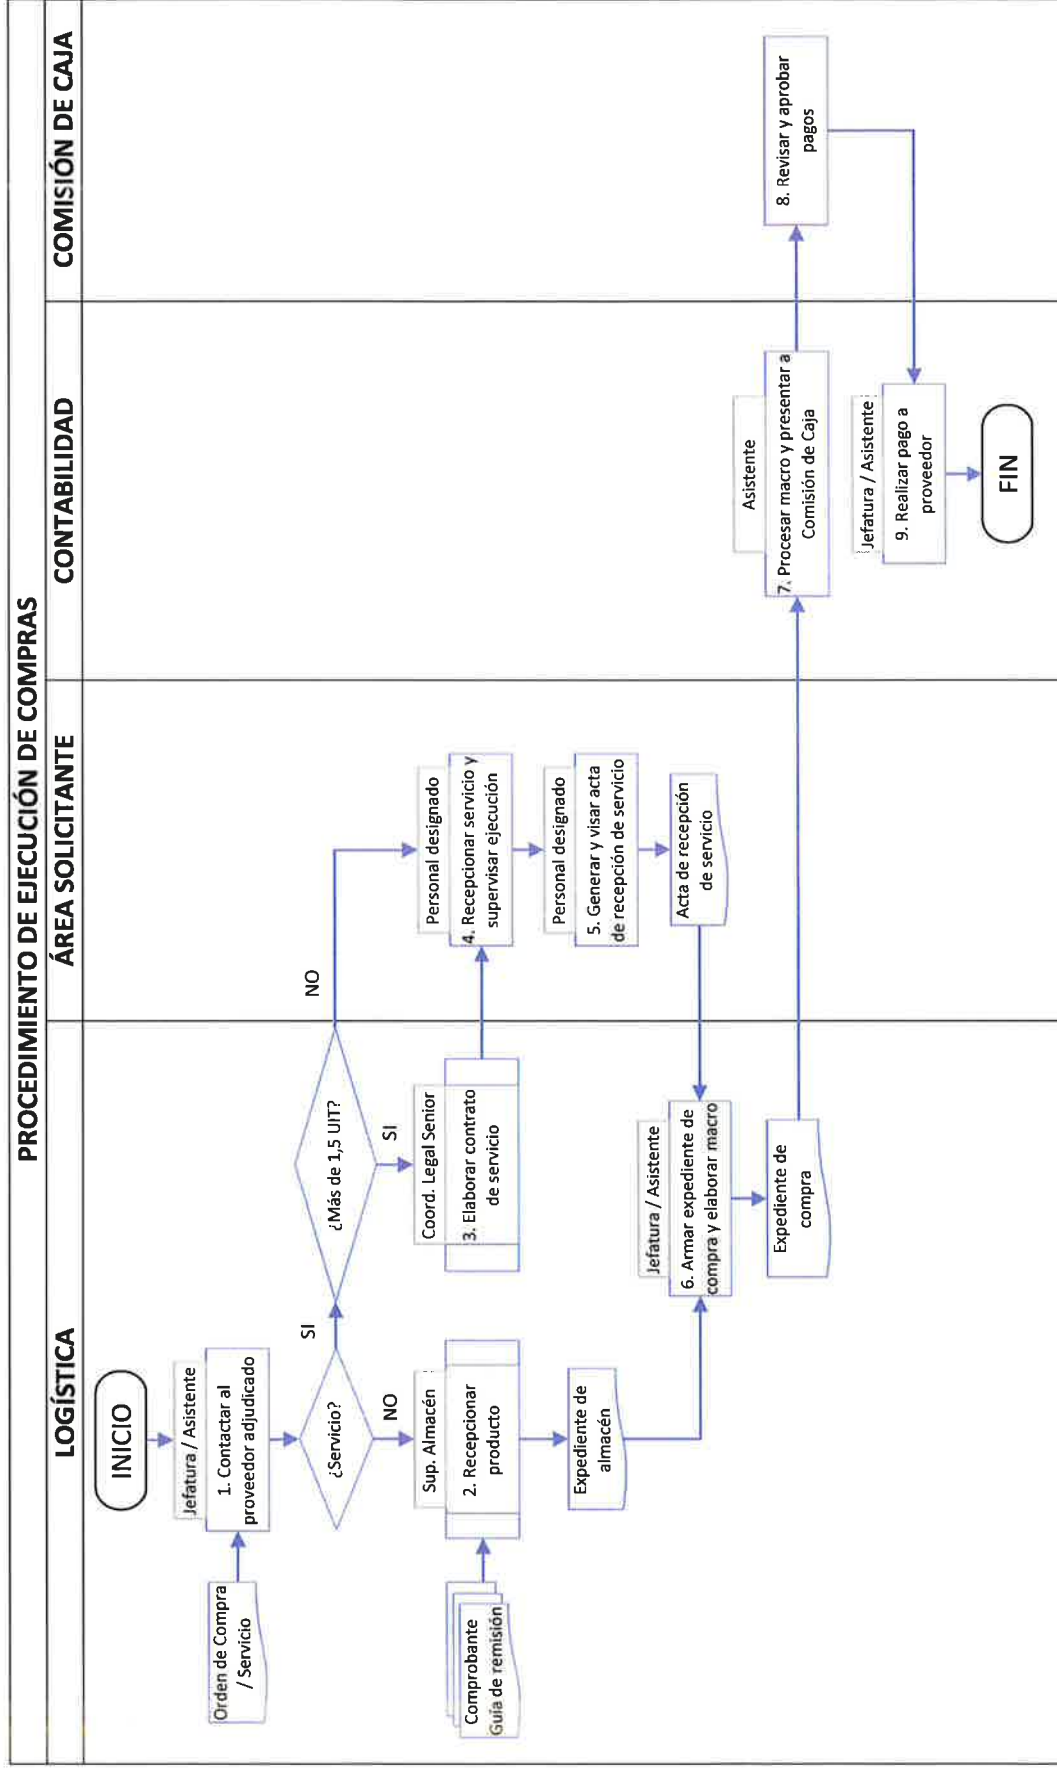 PROCEDIMIENTO DE EJECUCIÓN DE COMPRAS
LOGÍSTICA
ÁREA SOLICITANTE
CONTABILIDAD
COMISIÓN DE CAJA
INICIO
Jefatura / Asistente
1. Contactar al
proveedor adjudicado
Orden de Compra
/ Servicio
¿Servicio?
SI
NO
¿Más de 1,5 UIT?
NO
SI
Sup. Almacén
2. Recepcionar
producto
Comprobante
Guía de remisión
Expediente de
almacén
Coord. Legal Senior
3. Elaborar contrato
de servicio
Personal designado
4. Recepcionar servicio y
supervisar ejecución
Personal designado
5. Generar y visar acta
de recepción de servicio
Acta de recepción
de servicio
Jefatura / Asistente
6. Armar expediente de
compra y elaborar macro
Expediente de
compra
Asistente
7. Procesar macro y presentar a
Comisión de Caja
8. Revisar y aprobar
pagos
Jefatura / Asistente
9. Realizar pago a
proveedor
FIN